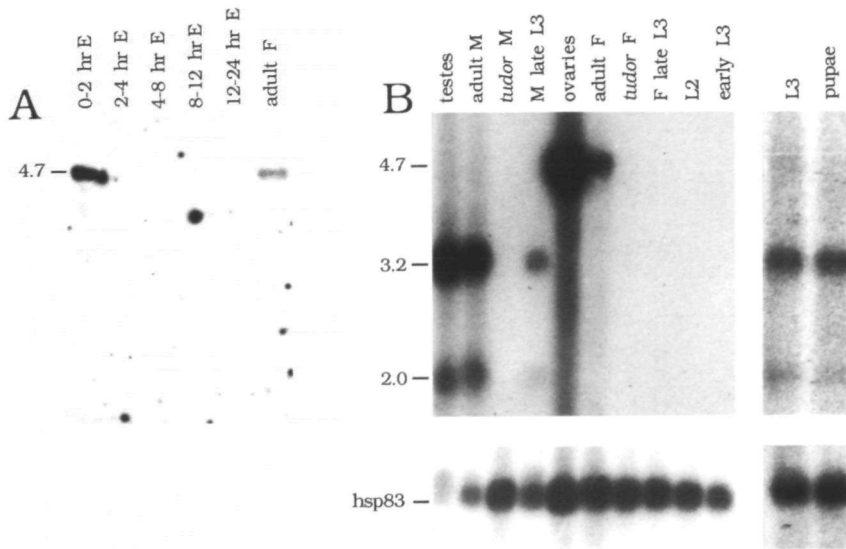 A
0-2 hr E
2-4 hr E
4-8 hr E
8-12 hr E
12-24 hr E
adult F
4.7
B
testes
adult M
tudor M
M late L3
ovaries
adult F
tudor F
F late L3
L2
early L3
L3
pupae
4.7
3.2
2.0
hsp83